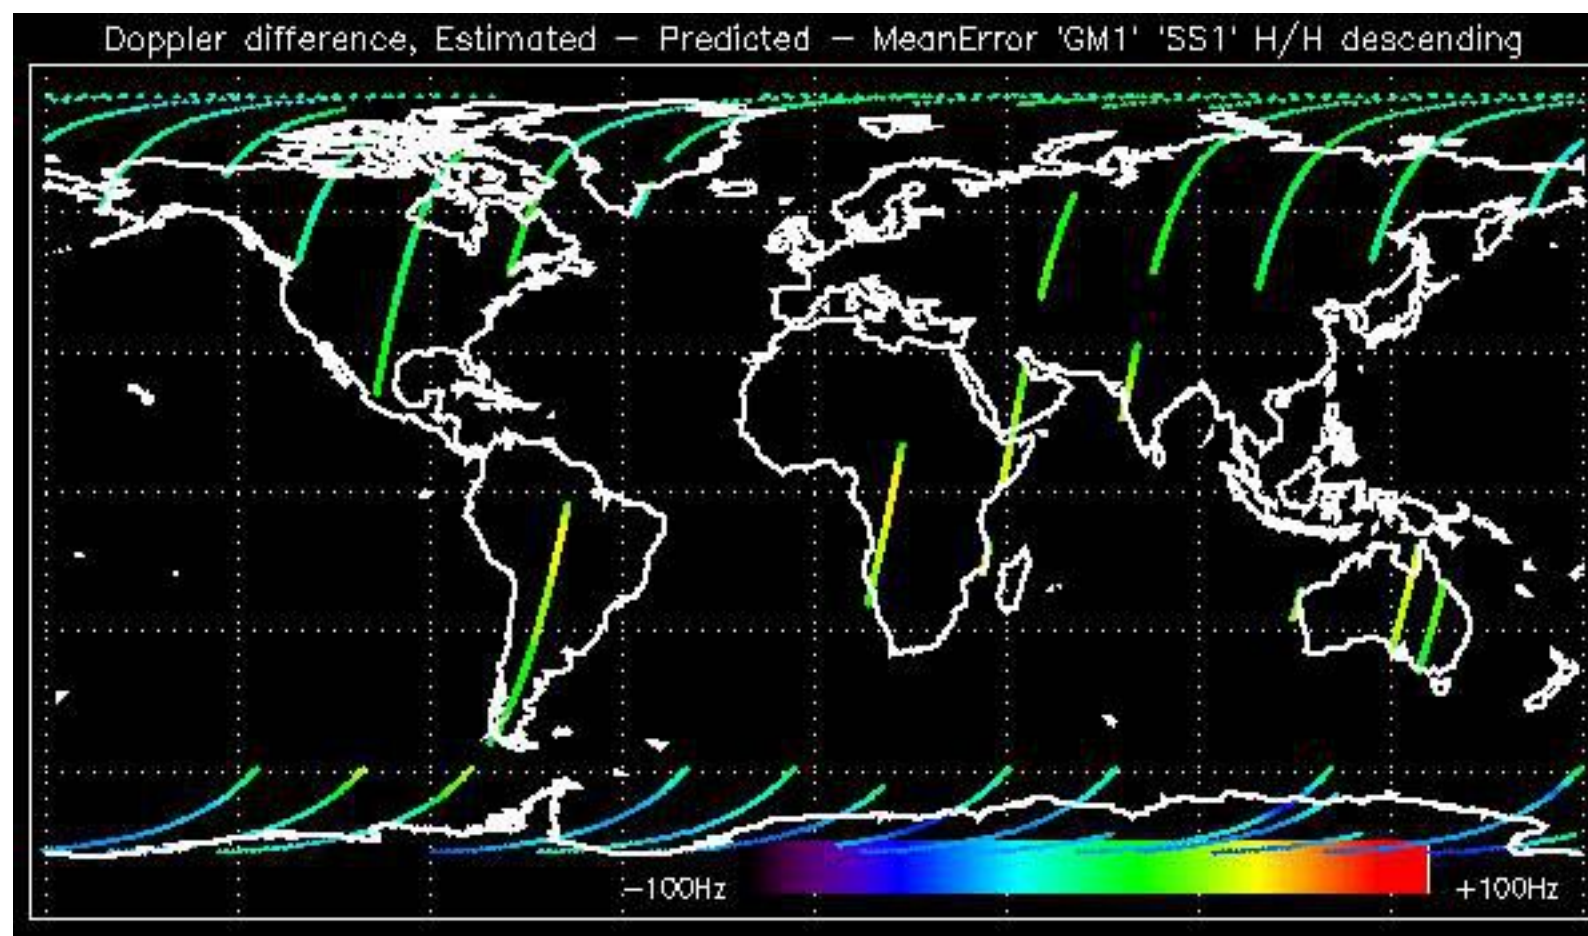 Doppler difference, Estimated – Predicted – MeanError 'GM1' 'SS1' H/H descending
-100Hz +100Hz